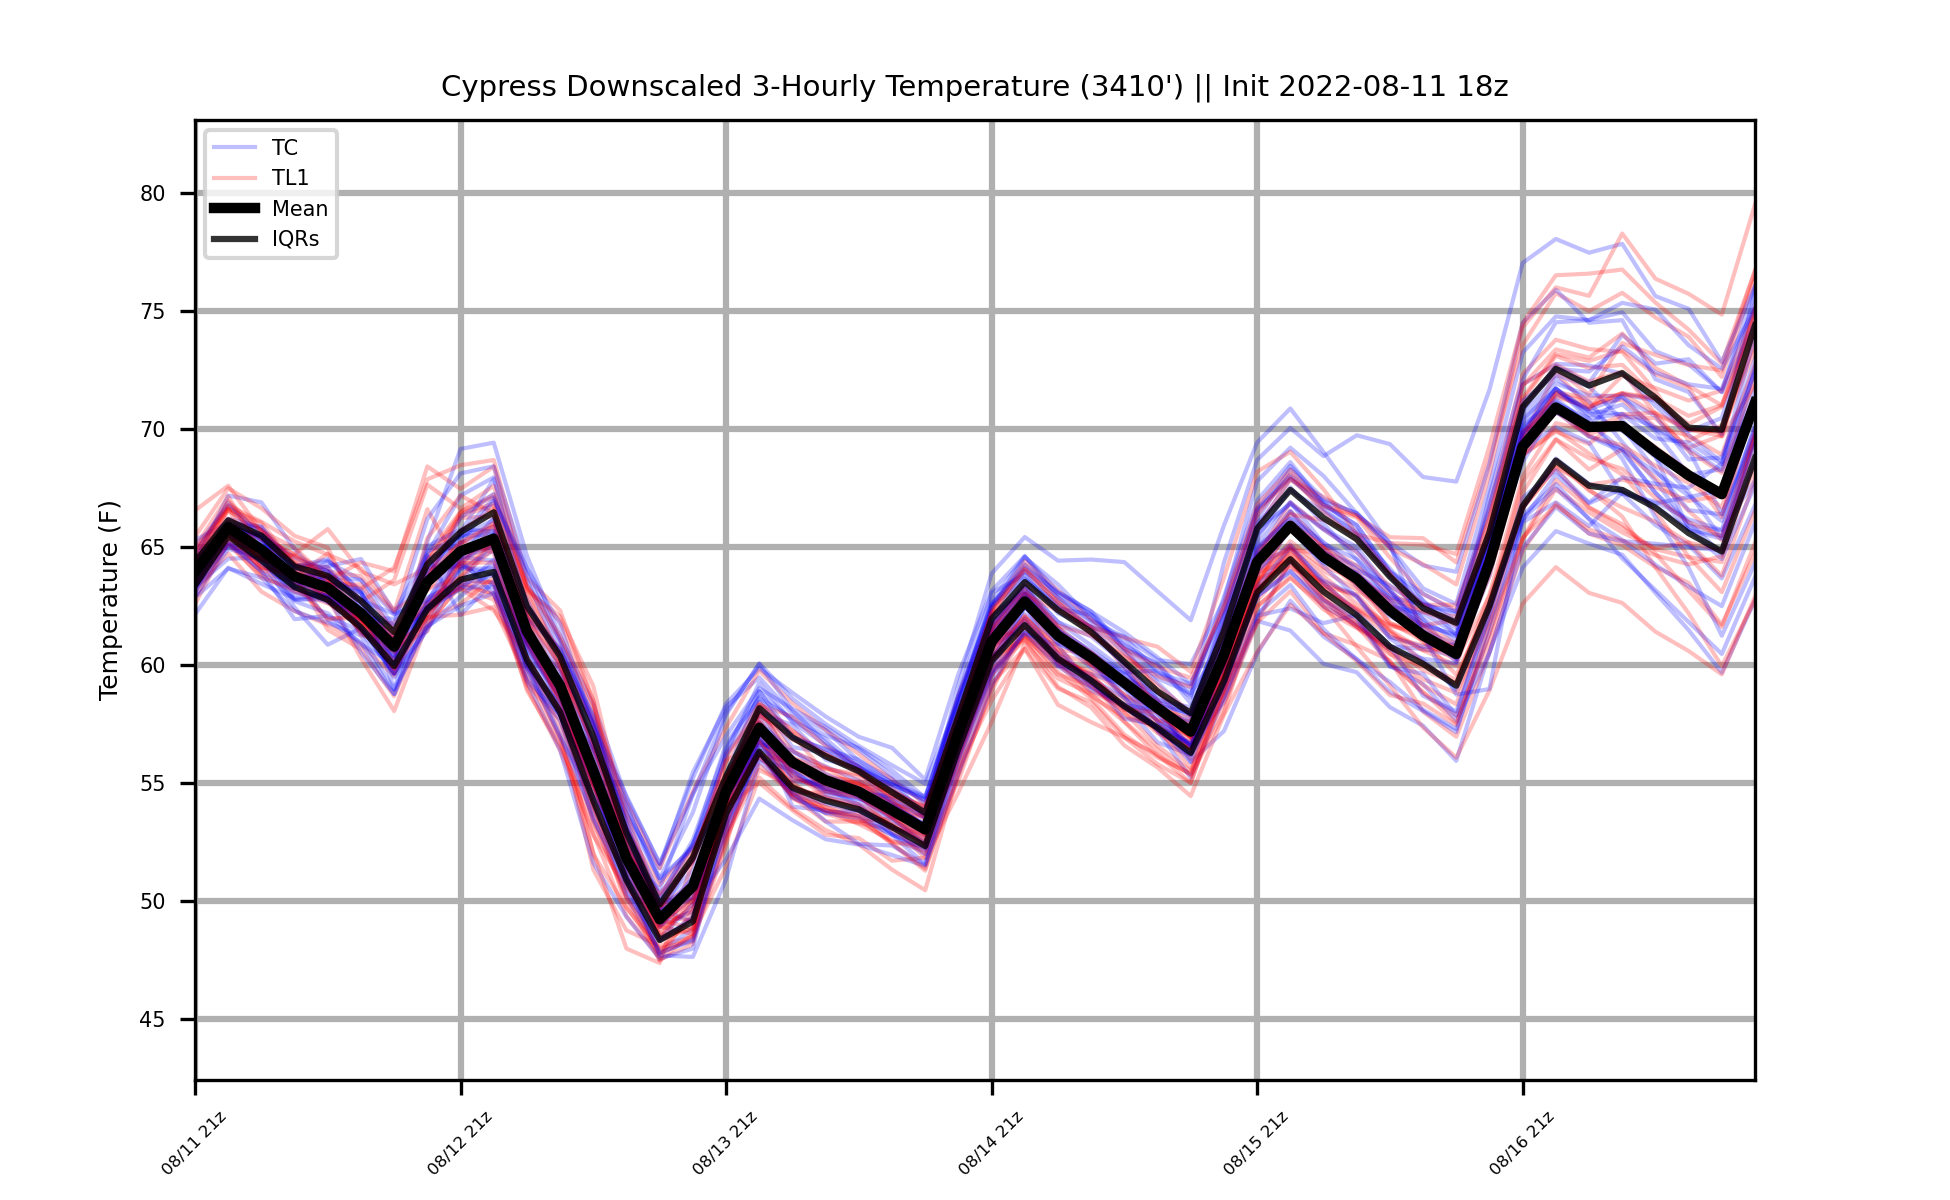 Cypress Downscaled 3-Hourly Temperature (3410') || Init 2022-08-11 18z
TC
TL1
Mean
IQRs
Temperature (F)
80
75
70
65
60
55
50
45
08/11 21z
08/12 21z
08/13 21z
08/14 21z
08/15 21z
08/16 21z